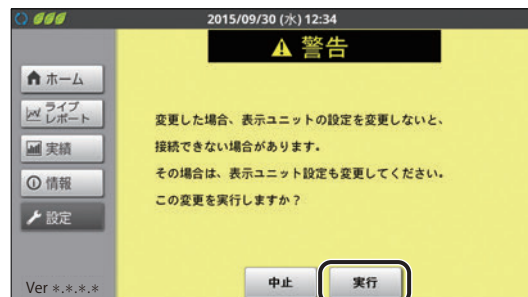 2015/09/30 (水) 12:34
警告
ホーム
ライブ
レポート
実績
情報
設定
Ver *.*.*.*
変更した場合、表示ユニットの設定を変更しないと、
接続できない場合があります。
その場合は、表示ユニット設定も変更してください。
この変更を実行しますか？
中止
実行